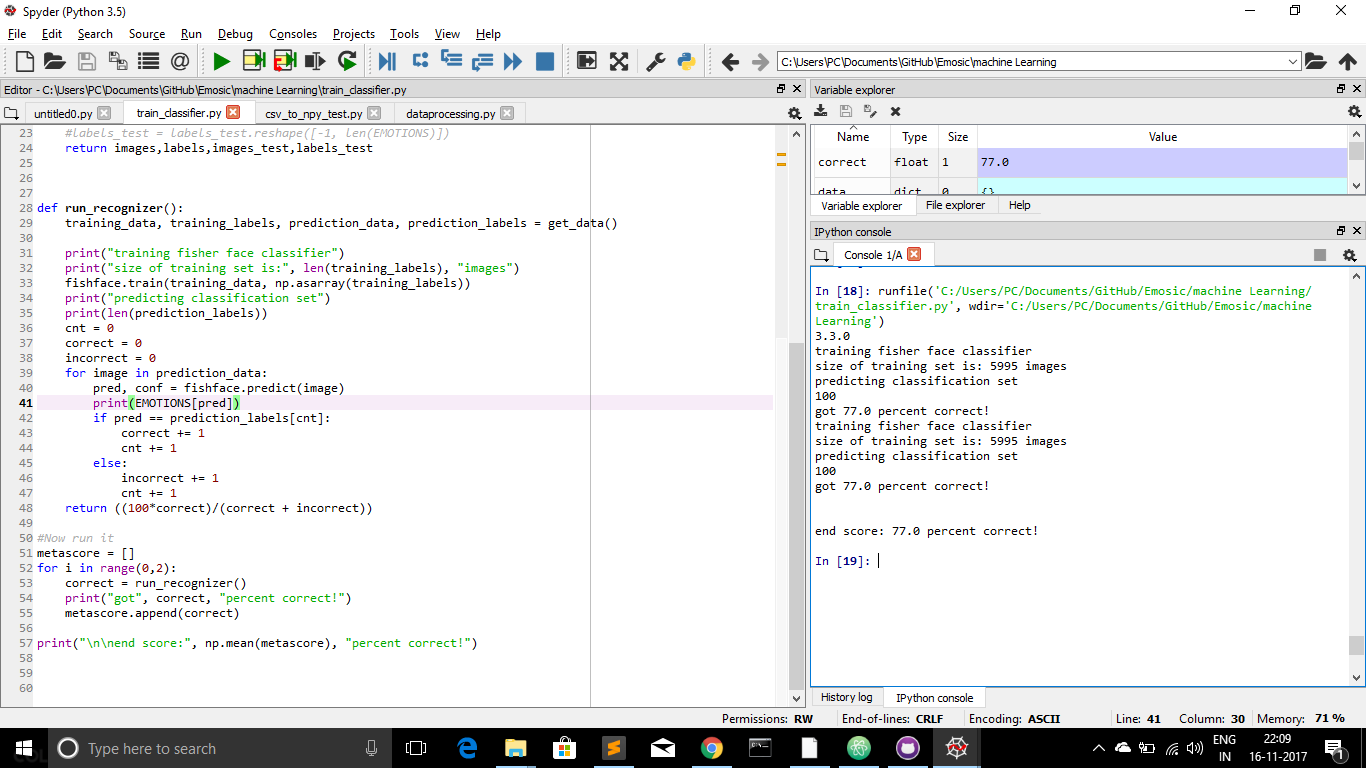 Spyder (Python 3.5)
File Edit Search Source Run Debug Consoles Projects Tools View Help
C:\Users\PC\Documents\GitHub\Emosic\machine Learning
Editor - C:\Users\PC\Documents\GitHub\Emosic\machine Learning\train_classifier.py
untitled0.py train_classifier.py csv_to_npy_test.py dataprocessing.py
23 #labels_test = labels_test.reshape([-1, len(EMOTIONS)])
24 return images,labels,images_test,labels_test
25
26
27
28 def run_recognizer():
29 training_data, training_labels, prediction_data, prediction_labels = get_data()
30
31 print("training fisher face classifier")
32 print("size of training set is:", len(training_labels), "images")
33 fishface.train(training_data, np.asarray(training_labels))
34 print("predicting classification set")
35 print(len(prediction_labels))
36 cnt = 0
37 correct = 0
38 incorrect = 0
39 for image in prediction_data:
40 pred, conf = fishface.predict(image)
41 print(EMOTIONS[pred])
42 if pred == prediction_labels[cnt]:
43 correct += 1
44 cnt += 1
45 else:
46 incorrect += 1
47 cnt += 1
48 return ((100*correct)/(correct + incorrect))
49
50 #Now run it
51 metascore = []
52 for i in range(0,2):
53 correct = run_recognizer()
54 print("got", correct, "percent correct!")
55 metascore.append(correct)
56
57 print("\n\nend score:", np.mean(metascore), "percent correct!")
58
59
60
Variable explorer
Name Type Size Value
correct float 1 77.0
data dict 0 {}
Variable explorer File explorer Help
IPython console
Console 1/A
In [18]: runfile('C:/Users/PC/Documents/GitHub/Emosic/machine Learning/
train_classifier.py', wdir='C:/Users/PC/Documents/GitHub/Emosic/machine
Learning')
3.3.0
training fisher face classifier
size of training set is: 5995 images
predicting classification set
100
got 77.0 percent correct!
training fisher face classifier
size of training set is: 5995 images
predicting classification set
100
got 77.0 percent correct!
end score: 77.0 percent correct!
In [19]:
History log IPython console
Permissions: RW End-of-lines: CRLF Encoding: ASCII Line: 41 Column: 30 Memory: 71 %
Type here to search
ENG
IN
22:09
16-11-2017
1